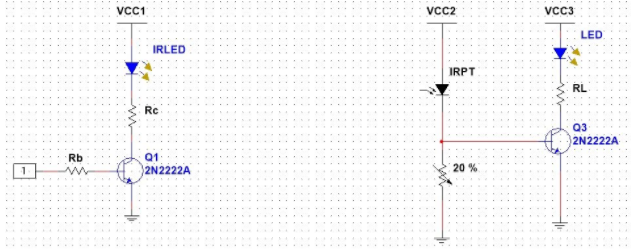 VCC1
IRLED
Rc
Rb
1
Q1
2N2222A
VCC2
IRPT
20 %
VCC3
LED
RL
Q3
2N2222A